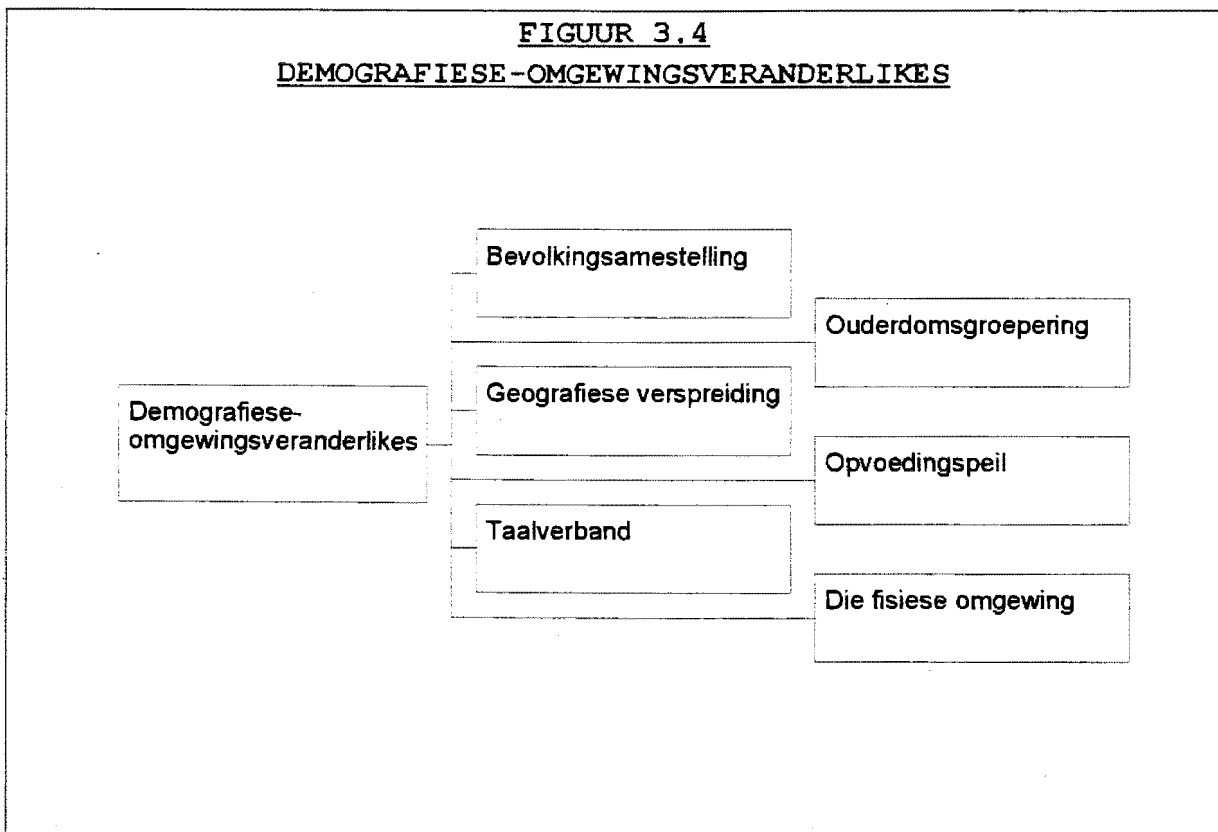 FIGUUR 3.4
DEMOGRAFIESE-OMGEWINGSVERANDERLIKES
Bevolkingsamestelling
Ouderdomsgroepering
Geografiese verspreiding
Demografiese-
omgewingsveranderlikes
Opvoedingspeil
Taalverband
Die fisiese omgewing